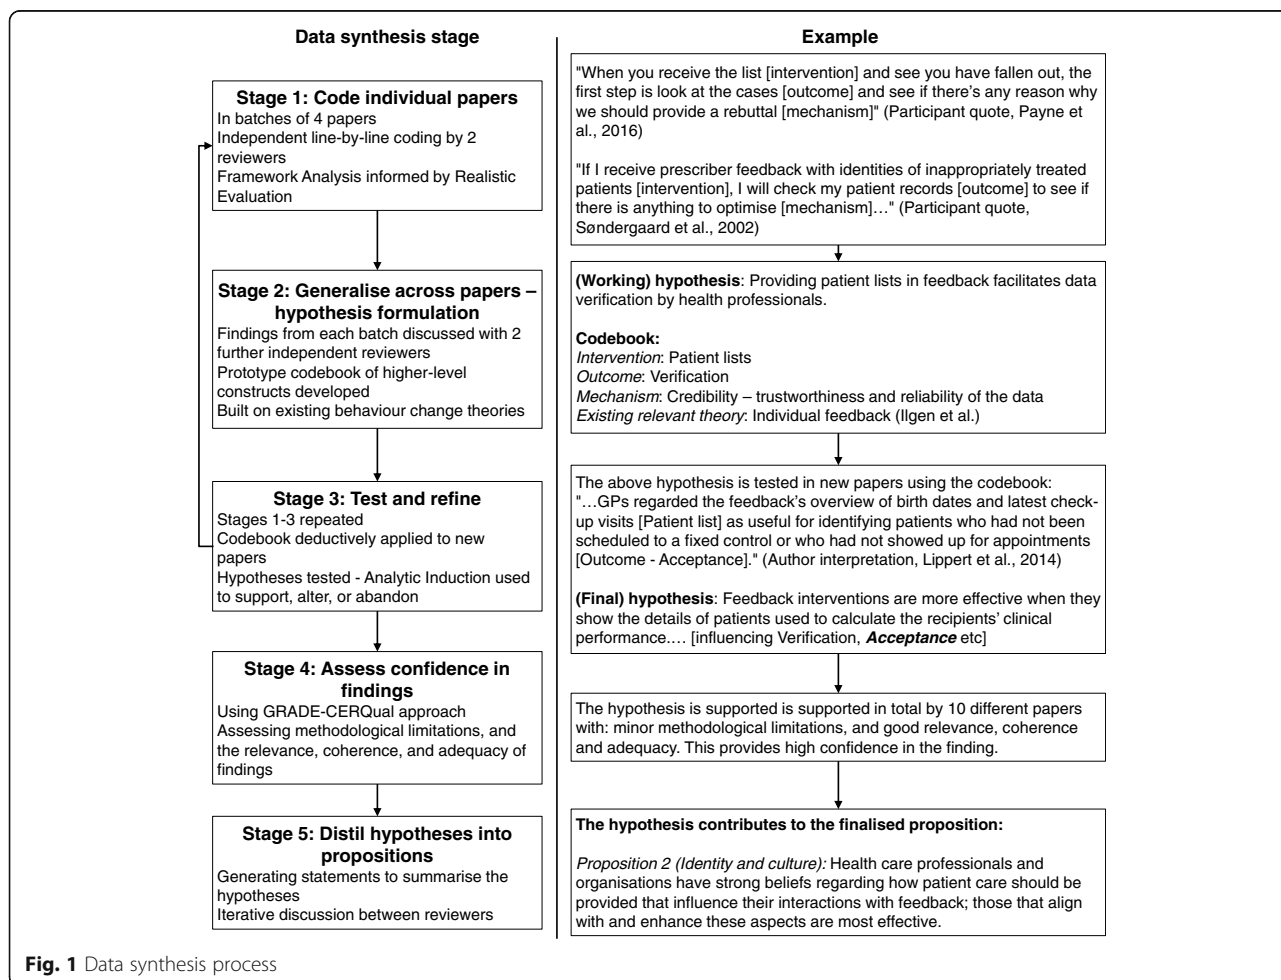 Data synthesis stage
Stage 1: Code individual papers
In batches of 4 papers
Independent line-by-line coding by 2
reviewers
Framework Analysis informed by Realistic
Evaluation
Stage 2: Generalise across papers –
hypothesis formulation
Findings from each batch discussed with 2
further independent reviewers
Prototype codebook of higher-level
constructs developed
Built on existing behaviour change theories
Stage 3: Test and refine
Stages 1-3 repeated
Codebook deductively applied to new
papers
Hypotheses tested - Analytic Induction used
to support, alter, or abandon
Stage 4: Assess confidence in
findings
Using GRADE-CERQual approach
Assessing methodological limitations, and
the relevance, coherence, and adequacy of
findings
Stage 5: Distil hypotheses into
propositions
Generating statements to summarise the
hypotheses
Iterative discussion between reviewers
Example
"When you receive the list [intervention] and see you have fallen out, the
first step is look at the cases [outcome] and see if there's any reason why
we should provide a rebuttal [mechanism]" (Participant quote, Payne et
al., 2016)
"If I receive prescriber feedback with identities of inappropriately treated
patients [intervention], I will check my patient records [outcome] to see if
there is anything to optimise [mechanism]…" (Participant quote,
Søndergaard et al., 2002)
(Working) hypothesis: Providing patient lists in feedback facilitates data
verification by health professionals.
Codebook:
Intervention: Patient lists
Outcome: Verification
Mechanism: Credibility – trustworthiness and reliability of the data
Existing relevant theory: Individual feedback (Ilgen et al.)
The above hypothesis is tested in new papers using the codebook:
"…GPs regarded the feedback's overview of birth dates and latest check-
up visits [Patient list] as useful for identifying patients who had not been
scheduled to a fixed control or who had not showed up for appointments
[Outcome - Acceptance]." (Author interpretation, Lippert et al., 2014)
(Final) hypothesis: Feedback interventions are more effective when they
show the details of patients used to calculate the recipients' clinical
performance.… [influencing Verification, Acceptance etc]
The hypothesis is supported is supported in total by 10 different papers
with: minor methodological limitations, and good relevance, coherence
and adequacy. This provides high confidence in the finding.
The hypothesis contributes to the finalised proposition:
Proposition 2 (Identity and culture): Health care professionals and
organisations have strong beliefs regarding how patient care should be
provided that influence their interactions with feedback; those that align
with and enhance these aspects are most effective.
Fig. 1 Data synthesis process